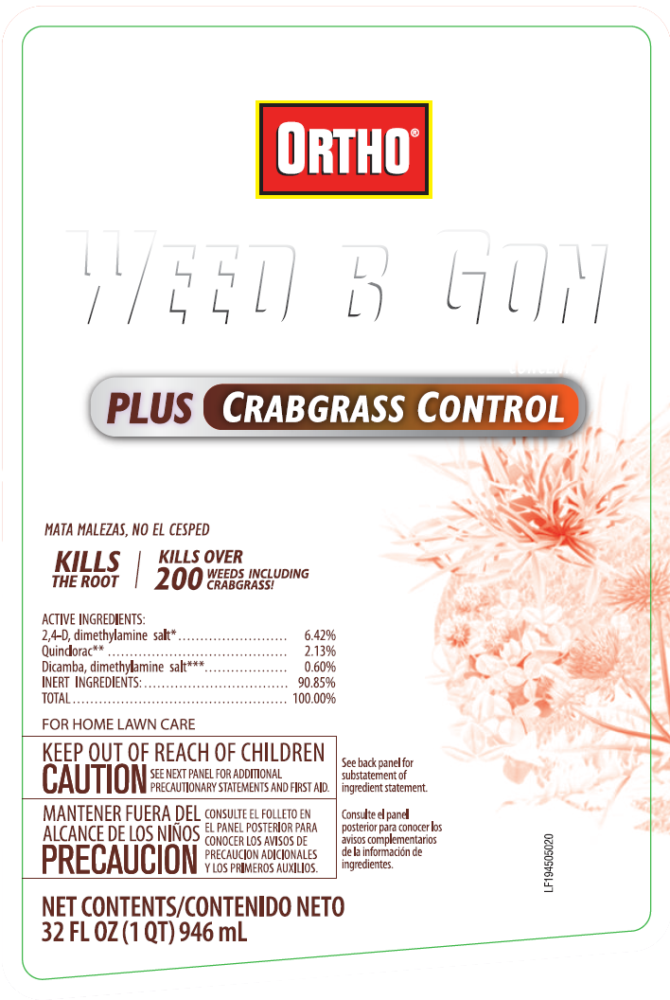 ORTHO®
WEED B GON
PLUS CRABGRASS CONTROL
MATA MALEZAS, NO EL CESPED
KILLS
THE ROOT
KILLS OVER
200 WEEDS INCLUDING
CRABGRASS!
ACTIVE INGREDIENTS:
2,4-D, dimethylamine salt*........................ 6.42%
Quinclorac** ....................................... 2.13%
Dicamba, dimethylamine salt***.................. 0.60%
INERT INGREDIENTS:................................ 90.85%
TOTAL............................................... 100.00%
FOR HOME LAWN CARE
KEEP OUT OF REACH OF CHILDREN
CAUTION SEE NEXT PANEL FOR ADDITIONAL
PRECAUTIONARY STATEMENTS AND FIRST AID.
See back panel for
substatement of
ingredient statement.
MANTENER FUERA DEL
ALCANCE DE LOS NIÑOS
PRECAUCION
CONSULTE EL FOLLETO EN
EL PANEL POSTERIOR PARA
CONOCER LOS AVISOS DE
PRECAUCION ADICIONALES
Y LOS PRIMEROS AUXILIOS.
Consulte el panel
posterior para conocer los
avisos complementarios
de la información de
ingredientes.
LF194505020
NET CONTENTS/CONTENIDO NETO
32 FL OZ (1 QT) 946 mL